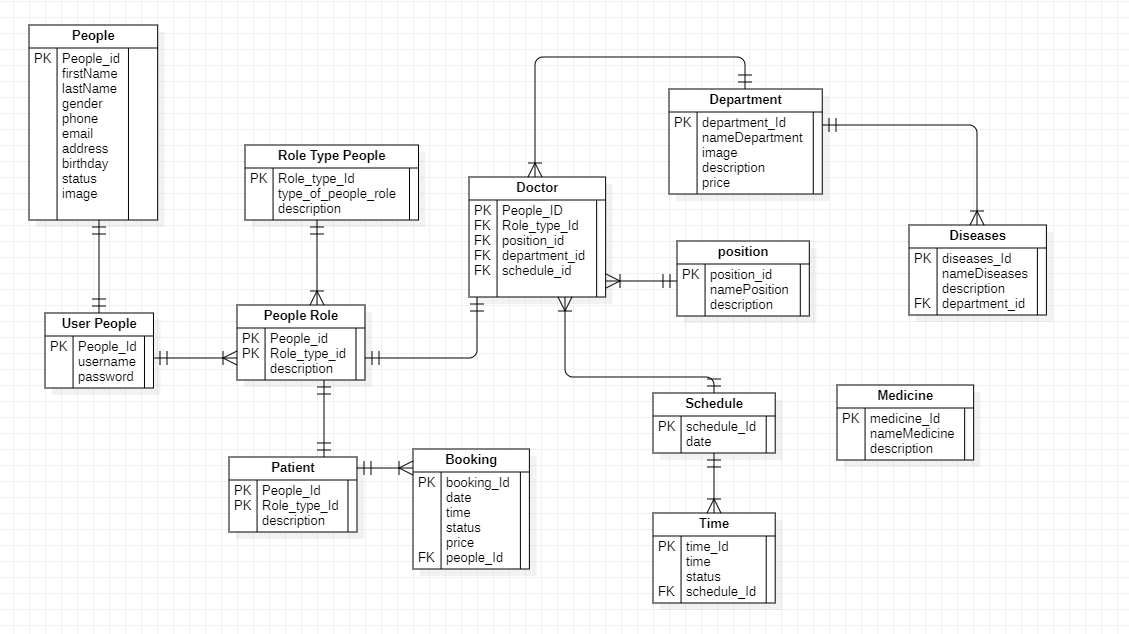 People
PK People_id
firstName
lastName
gender
phone
email
address
birthday
status
image
Role Type People
PK Role_type_Id
type_of_people_role
description
Department
PK department_Id
nameDepartment
image
description
price
Doctor
PK People_ID
FK Role_type_Id
FK position_id
FK department_id
FK schedule_id
position
PK position_id
namePosition
description
Diseases
PK diseases_Id
nameDiseases
description
FK department_id
User People
PK People_Id
username
password
People Role
PK People_id
PK Role_type_id
description
Patient
PK People_Id
PK Role_type_Id
description
Booking
PK booking_Id
date
time
status
price
FK people_Id
Schedule
PK schedule_Id
date
Medicine
PK medicine_Id
nameMedicine
description
Time
PK time_Id
time
status
FK schedule_Id